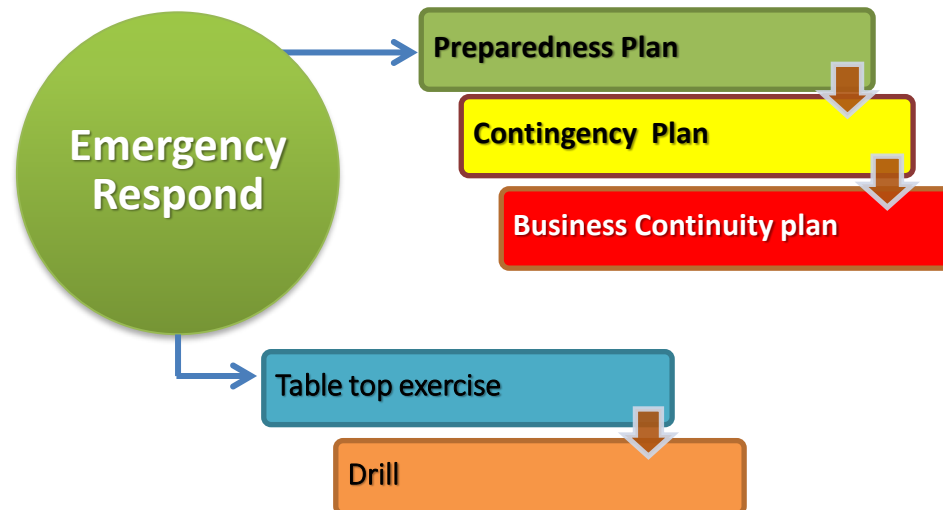 Emergency
Respond
Preparedness Plan
Contingency Plan
Business Continuity plan
Table top exercise
Drill